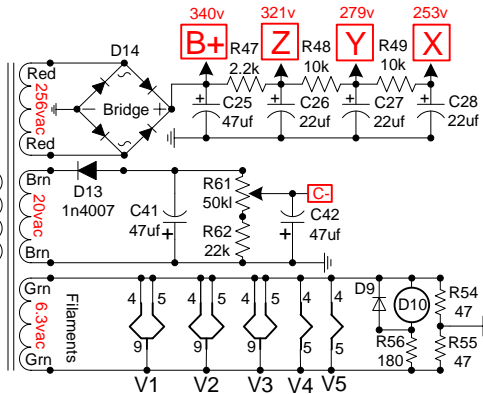 340v 321v 279v 253v
D14 B+ R47 Z R48 Y R49 X
2.2k 10k 10k
Red
256vac
Bridge
C25 C26 C27 C28
47uf 22uf 22uf 22uf
Red
Brn
D13
1n4007
20vac
R61
50kl
C-
C41
47uf
R62
22k
C42
47uf
Brn
Grn
6.3vac
Filaments
4 5 4 5 4 5 4 4
D9 D10 R54
47
9 9 9 5 5
R56
180
R55
47
Grn
V1 V2 V3 V4 V5